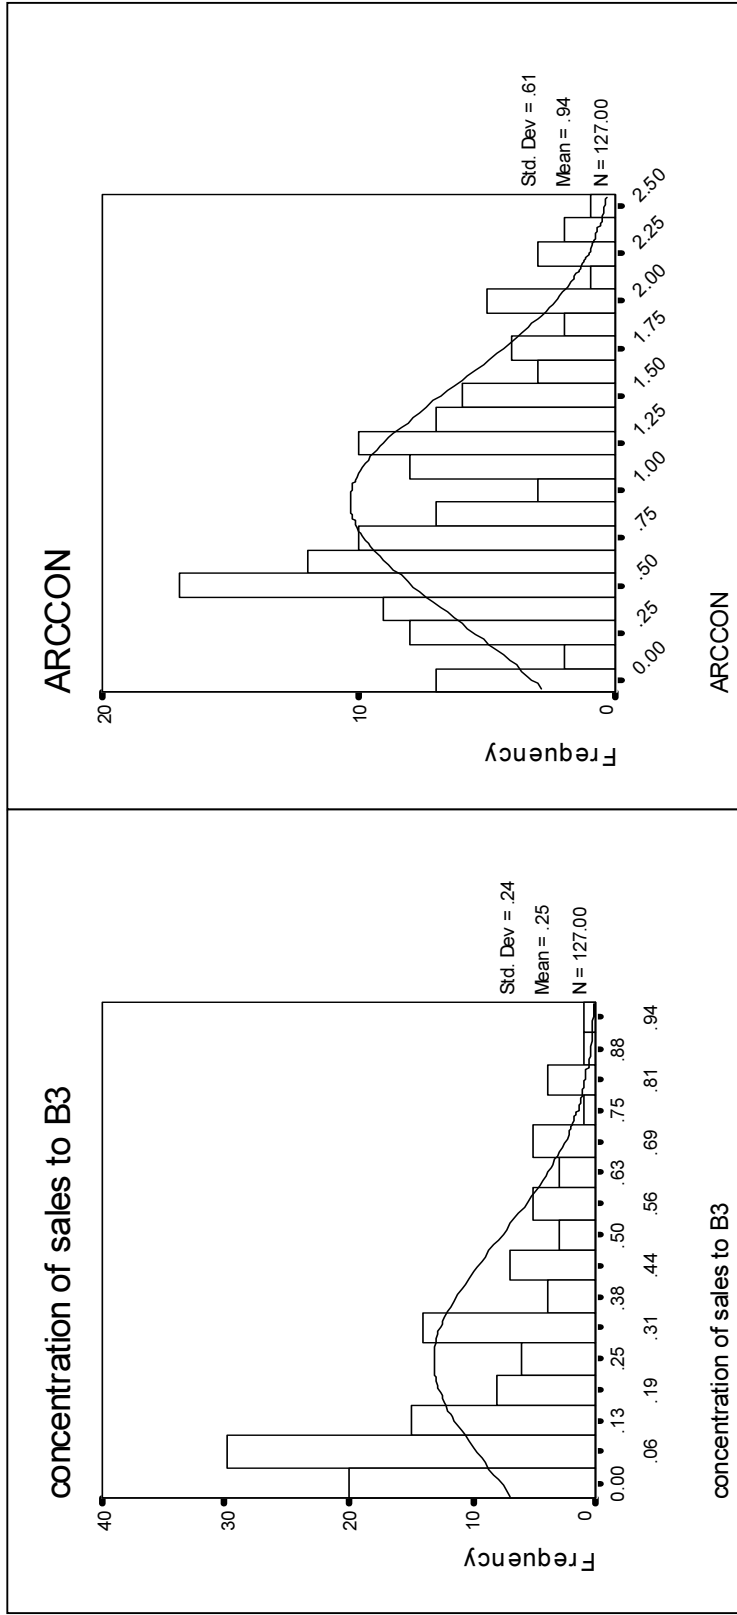 concentration of sales to B3
Frequency
40
30
20
10
0
0.00
.06
.13
.19
.25
.31
.38
.44
.50
.56
.63
.69
.75
.81
.88
.94
Std. Dev = .24
Mean = .25
N = 127.00
concentration of sales to B3
ARCCON
Frequency
20
10
0
0.00
.25
.50
.75
1.00
1.25
1.50
1.75
2.00
2.25
2.50
Std. Dev = .61
Mean = .94
N = 127.00
ARCCON